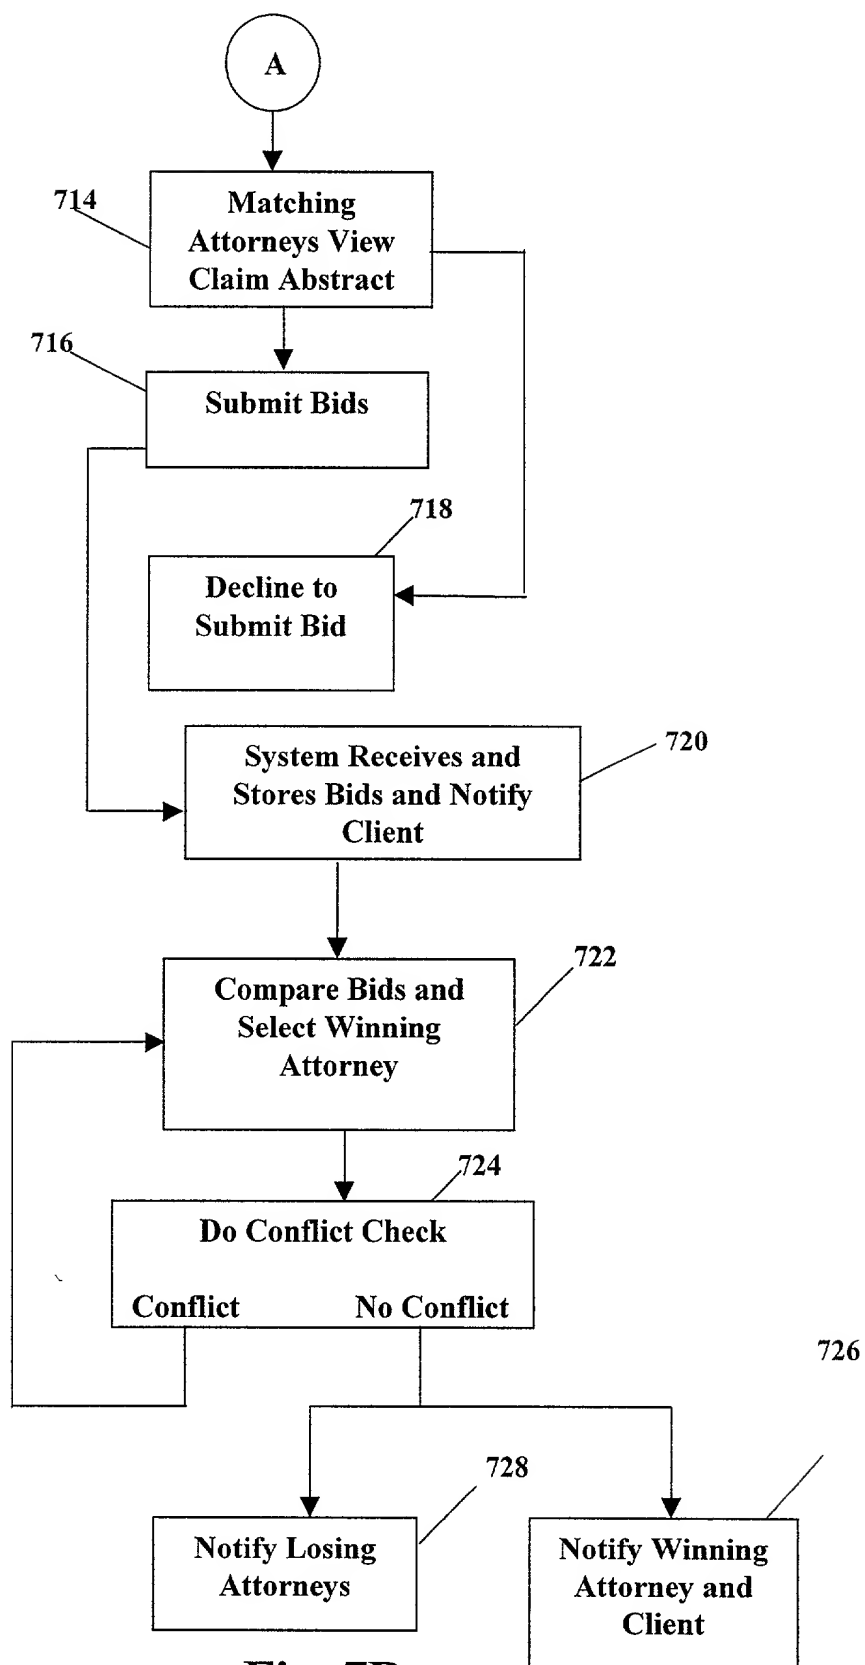 A
714
Matching
Attorneys View
Claim Abstract
716
Submit Bids
718
Decline to
Submit Bid
720
System Receives and
Stores Bids and Notify
Client
722
Compare Bids and
Select Winning
Attorney
724
Do Conflict Check
Conflict No Conflict
726
728
Notify Losing
Attorneys
Notify Winning
Attorney and
Client